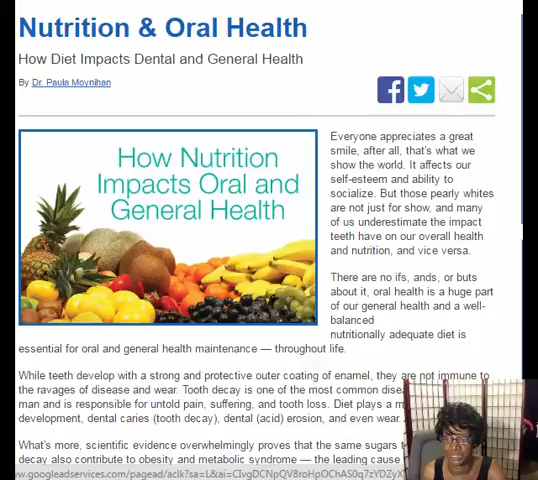 Nutrition & Oral Health
How Diet Impacts Dental and General Health
By Dr. Paula Moynihan
How Nutrition
Impacts Oral and
General Health
Everyone appreciates a great
smile, after all, that's what we
show the world. It affects our
self-esteem and ability to
socialize. But those pearly whites
are not just for show, and many
of us underestimate the impact
teeth have on our overall health
and nutrition, and vice versa.
There are no ifs, ands, or buts
about it, oral health is a huge part
of our general health and a well-
balanced
nutritionally adequate diet is
essential for oral and general health maintenance — throughout life.
While teeth develop with a strong and protective outer coating of enamel, they are not immune to
the ravages of disease and wear. Tooth decay is one of the most common
man and is responsible for untold pain, suffering, and tooth loss. Diet plays a
development, dental caries (tooth decay), dental (acid) erosion, and even wear.
What's more, scientific evidence overwhelmingly proves that the same sugars
decay also contribute to obesity and metabolic syndrome — the leading cause
www.googleadservices.com/pagead/aclk?sa=L&ai=